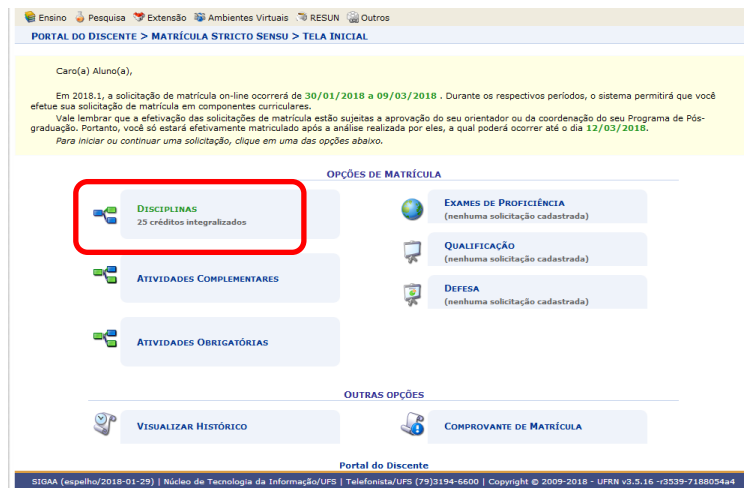 Ensino Pesquisa Extensão Ambientes Virtuais RESUN Outros
PORTAL DO DISCENTE > MATRÍCULA STRICTO SENSU > TELA INICIAL
Caro(a) Aluno(a),
Em 2018.1, a solicitação de matrícula on-line ocorrerá de 30/01/2018 a 09/03/2018 . Durante os respectivos períodos, o sistema permitirá que você
efetue sua solicitação de matrícula em componentes curriculares.
Vale lembrar que a efetivação das solicitações de matrícula estão sujeitas a aprovação do seu orientador ou da coordenação do seu Programa de Pós-
graduação. Portanto, você só estará efetivamente matriculado após a análise realizada por eles, a qual poderá ocorrer até o dia 12/03/2018.
Para iniciar ou continuar uma solicitação, clique em uma das opções abaixo.
OPÇÕES DE MATRÍCULA
DISCIPLINAS
25 créditos integralizados
EXAMES DE PROFICIÊNCIA
(nenhuma solicitação cadastrada)
QUALIFICAÇÃO
(nenhuma solicitação cadastrada)
ATIVIDADES COMPLEMENTARES
DEFESA
(nenhuma solicitação cadastrada)
ATIVIDADES OBRIGATÓRIAS
OUTRAS OPÇÕES
VISUALIZAR HISTÓRICO
COMPROVANTE DE MATRÍCULA
Portal do Discente
SIGAA (espelho/2018-01-29) | Núcleo de Tecnologia da Informação/UFS | Telefonista/UFS (79)3194-6600 | Copyright © 2009-2018 - UFRN v3.5.16 -r3539-7188054a4